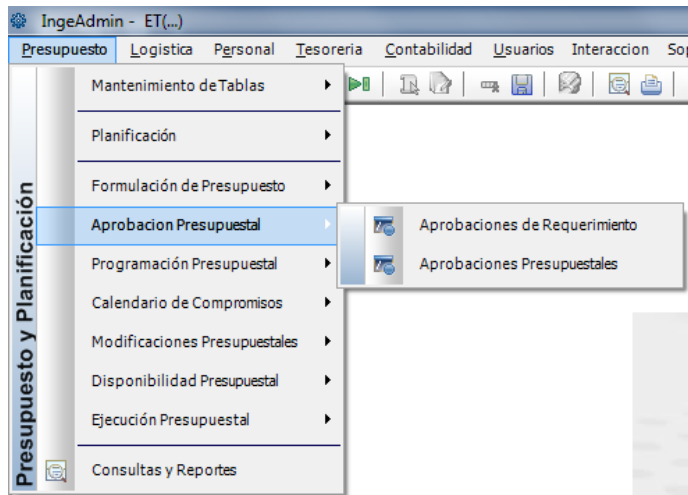 IngeAdmin - ET(...)
Presupuesto Logistica Personal Tesoreria Contabilidad Usuarios Interaccion
Mantenimiento de Tablas
Planificación
Formulación de Presupuesto
Aprobacion Presupuestal
Aprobaciones de Requerimiento
Programación Presupuestal
Aprobaciones Presupuestales
Calendario de Compromisos
Modificaciones Presupuestales
Disponibilidad Presupuestal
Ejecución Presupuestal
Consultas y Reportes
Presupuesto y Planificación